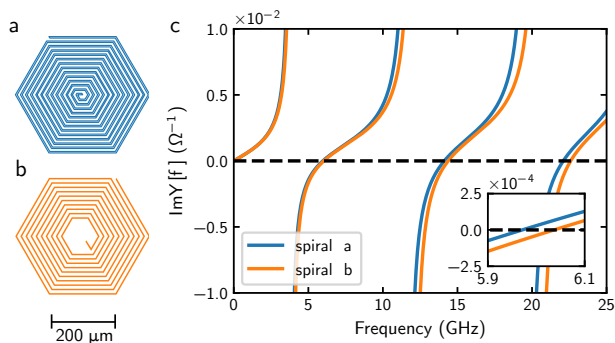 a
b
200 μm
c
×10⁻²
ImY [f] (Ω⁻¹)
1.0
0.5
0.0
−0.5
−1.0
spiral a
spiral b
×10⁻⁴
2.5
0.0
−2.5
5.9 6.1
0 5 10 15 20 25
Frequency (GHz)